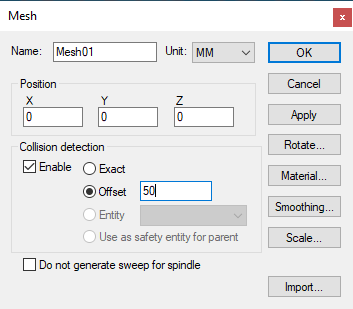 Mesh
Name: Mesh01 Unit: MM OK
Position Cancel
X Y Z
0 0 0 Apply
Rotate...
Collision detection
Enable Exact Material...
Offset 50
Entity Smoothing...
Use as safety entity for parent Scale...
Do not generate sweep for spindle
Import...